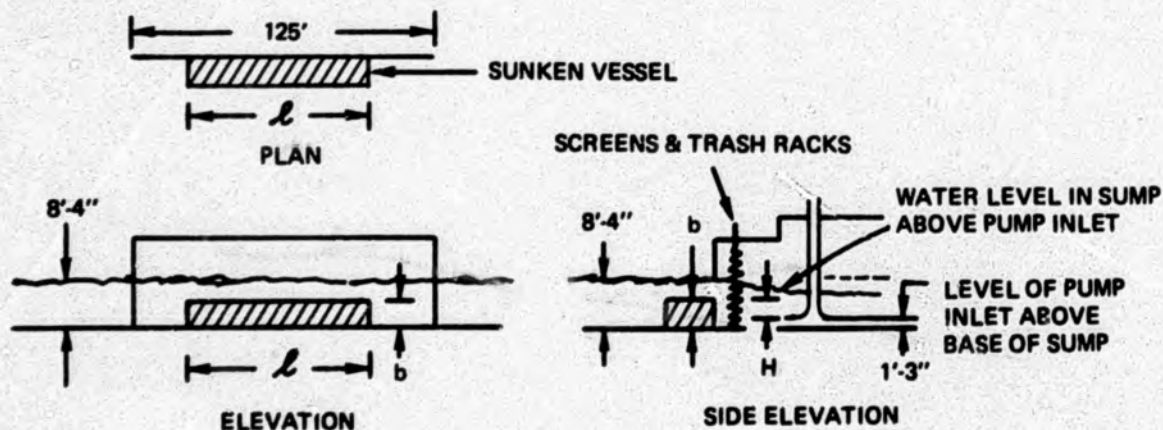 125'
SUNKEN VESSEL
ℓ
PLAN
8'-4"
ℓ
b
ELEVATION
SCREENS & TRASH RACKS
8'-4"
b
WATER LEVEL IN SUMP
ABOVE PUMP INLET
LEVEL OF PUMP
INLET ABOVE
BASE OF SUMP
H
1'-3"
SIDE ELEVATION